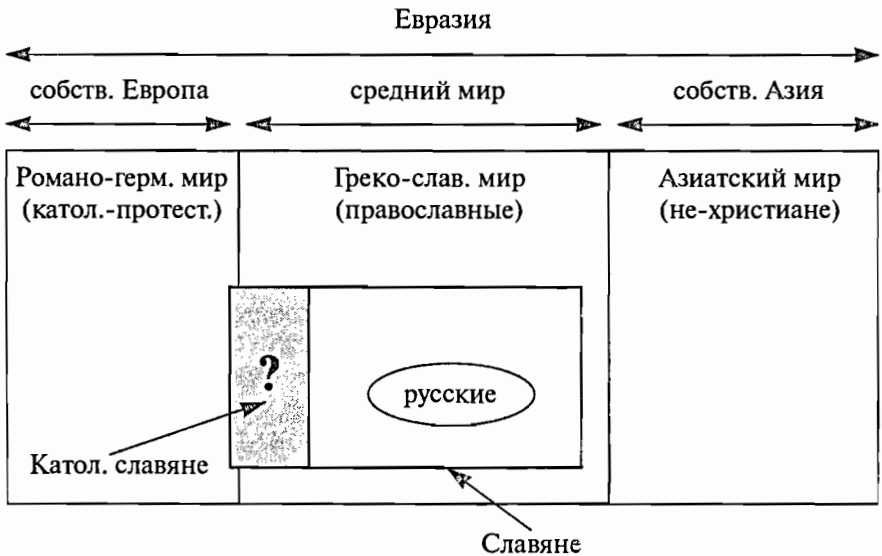 Евразия
собств. Европа
средний мир
собств. Азия
Романо-герм. мир
(катол.-протест.)
Греко-слав. мир
(православные)
Азиатский мир
(не-христиане)
?
русские
Катол. славяне
Славяне